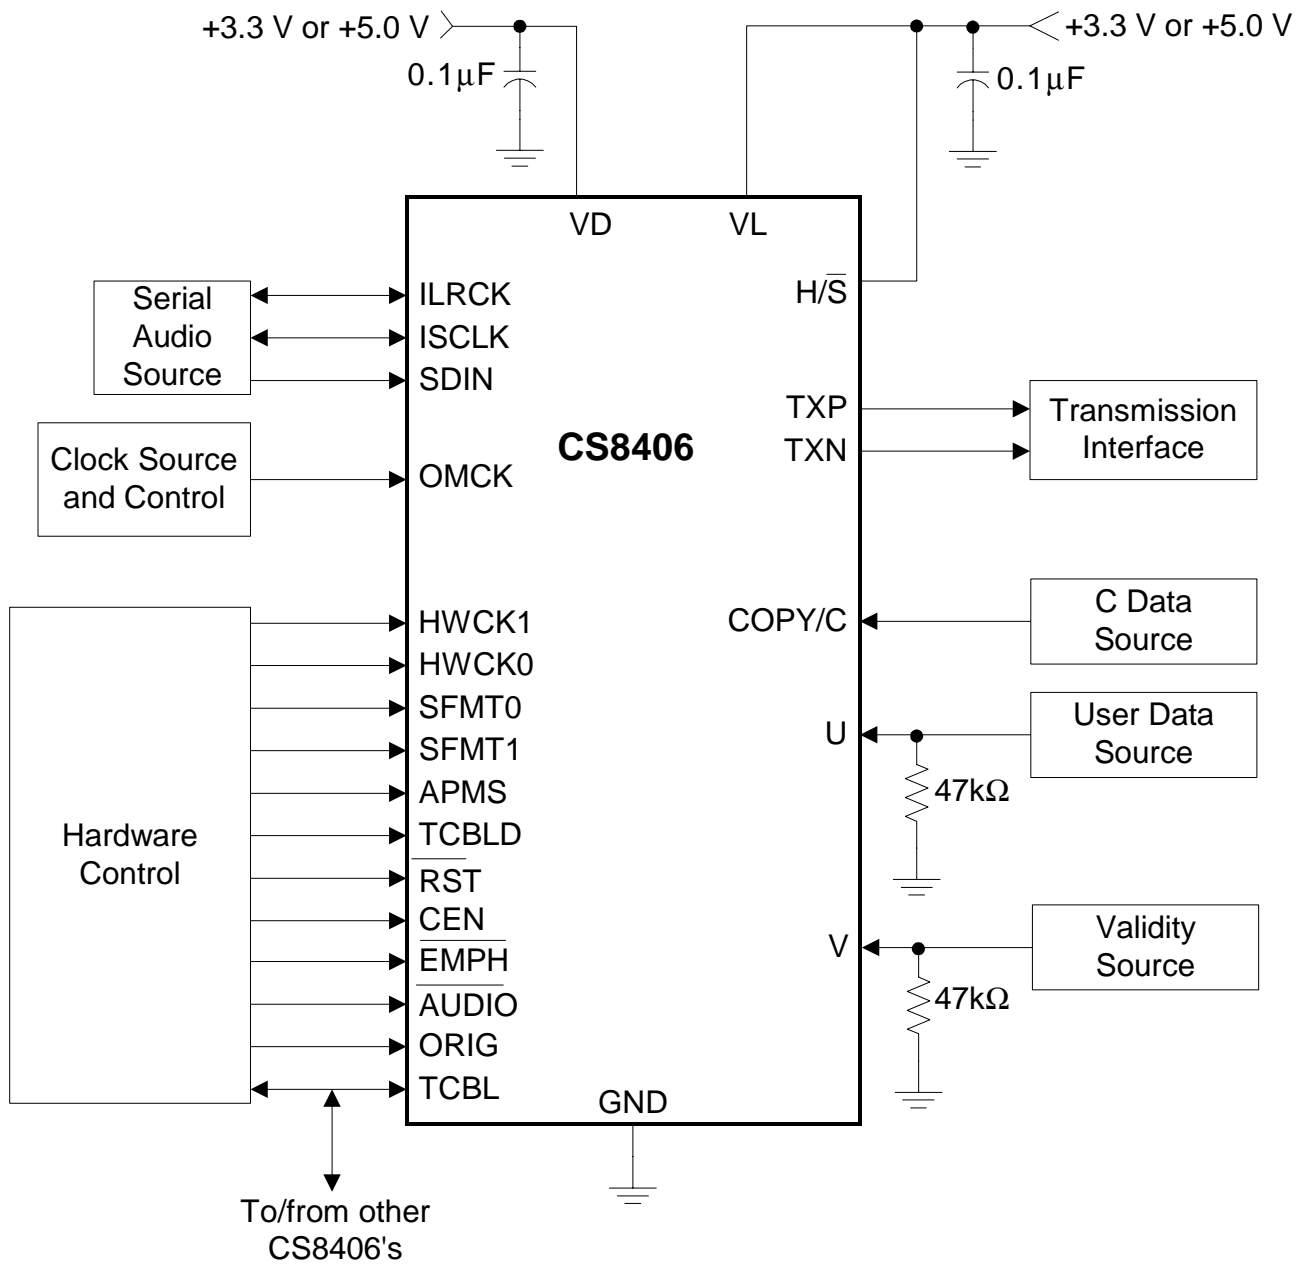 +3.3 V or +5.0 V
+3.3 V or +5.0 V
0.1µF
0.1µF
VD
VL
Serial
Audio
Source
ILRCK
ISCLK
SDIN
H/S̅
Clock Source
and Control
OMCK
CS8406
TXP
TXN
Transmission
Interface
Hardware
Control
HWCK1
HWCK0
SFMT0
SFMT1
APMS
TCBLD
R̅S̅T̅
CEN
E̅M̅P̅H̅
A̅U̅D̅I̅O̅
ORIG
TCBL
COPY/C
C Data
Source
U
User Data
Source
47kΩ
V
Validity
Source
47kΩ
GND
To/from other
CS8406's